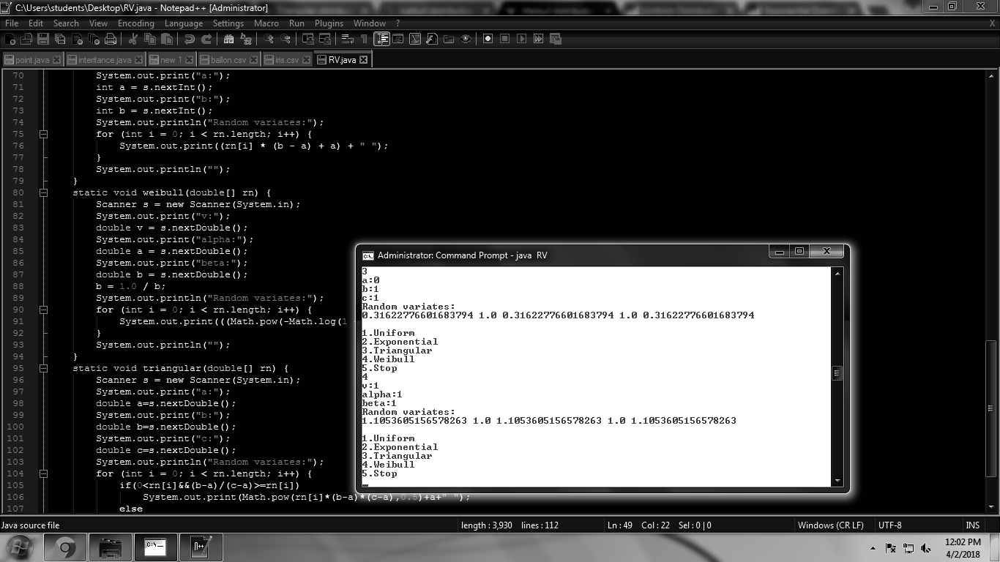 C:\Users\students\Desktop\RV.java - Notepad++ [Administrator]
File Edit Search View Encoding Language Settings Macro Run Plugins Window ? X
point.java interitance.java new 1 ballon.csv iris.csv RV.java
70 System.out.print("a:");
71 int a = s.nextInt();
72 System.out.print("b:");
73 int b = s.nextInt();
74 System.out.println("Random variates:");
75 for (int i = 0; i < rn.length; i++) {
76 System.out.print((rn[i] * (b - a) + a) + " ");
77 }
78 System.out.println("");
79 }
80 static void weibull(double[] rn) {
81 Scanner s = new Scanner(System.in);
82 System.out.print("v:");
83 double v = s.nextDouble();
84 System.out.print("alpha:");
85 double a = s.nextDouble();
86 System.out.print("beta:");
87 double b = s.nextDouble();
88 b = 1.0 / b;
89 System.out.println("Random variates:");
90 for (int i = 0; i < rn.length; i++) {
91 System.out.print(((Math.pow(-Math.log(1
92 }
93 System.out.println("");
94 }
95 static void triangular(double[] rn) {
96 Scanner s = new Scanner(System.in);
97 System.out.print("a:");
98 double a=s.nextDouble();
99 System.out.print("b:");
100 double b=s.nextDouble();
101 System.out.print("c:");
102 double c=s.nextDouble();
103 System.out.println("Random variates:");
104 for (int i = 0; i < rn.length; i++) {
105 if(0<rn[i]&&(b-a)/(c-a)>=rn[i])
106 System.out.print(Math.pow(rn[i]*(b-a)*(c-a),0.5)+a+" ");
107 else
Administrator: Command Prompt - java RV
3
a:0
b:1
c:1
Random variates:
0.31622776601683794 1.0 0.31622776601683794 1.0 0.31622776601683794
1.Uniform
2.Exponential
3.Triangular
4.Weibull
5.Stop
4
v:1
alpha:1
beta:1
Random variates:
1.1053605156578263 1.0 1.1053605156578263 1.0 1.1053605156578263
1.Uniform
2.Exponential
3.Triangular
4.Weibull
5.Stop
Java source file length : 3,930 lines : 112 Ln : 49 Col : 22 Sel : 0 | 0 Windows (CR LF) UTF-8 INS
12:02 PM
4/2/2018